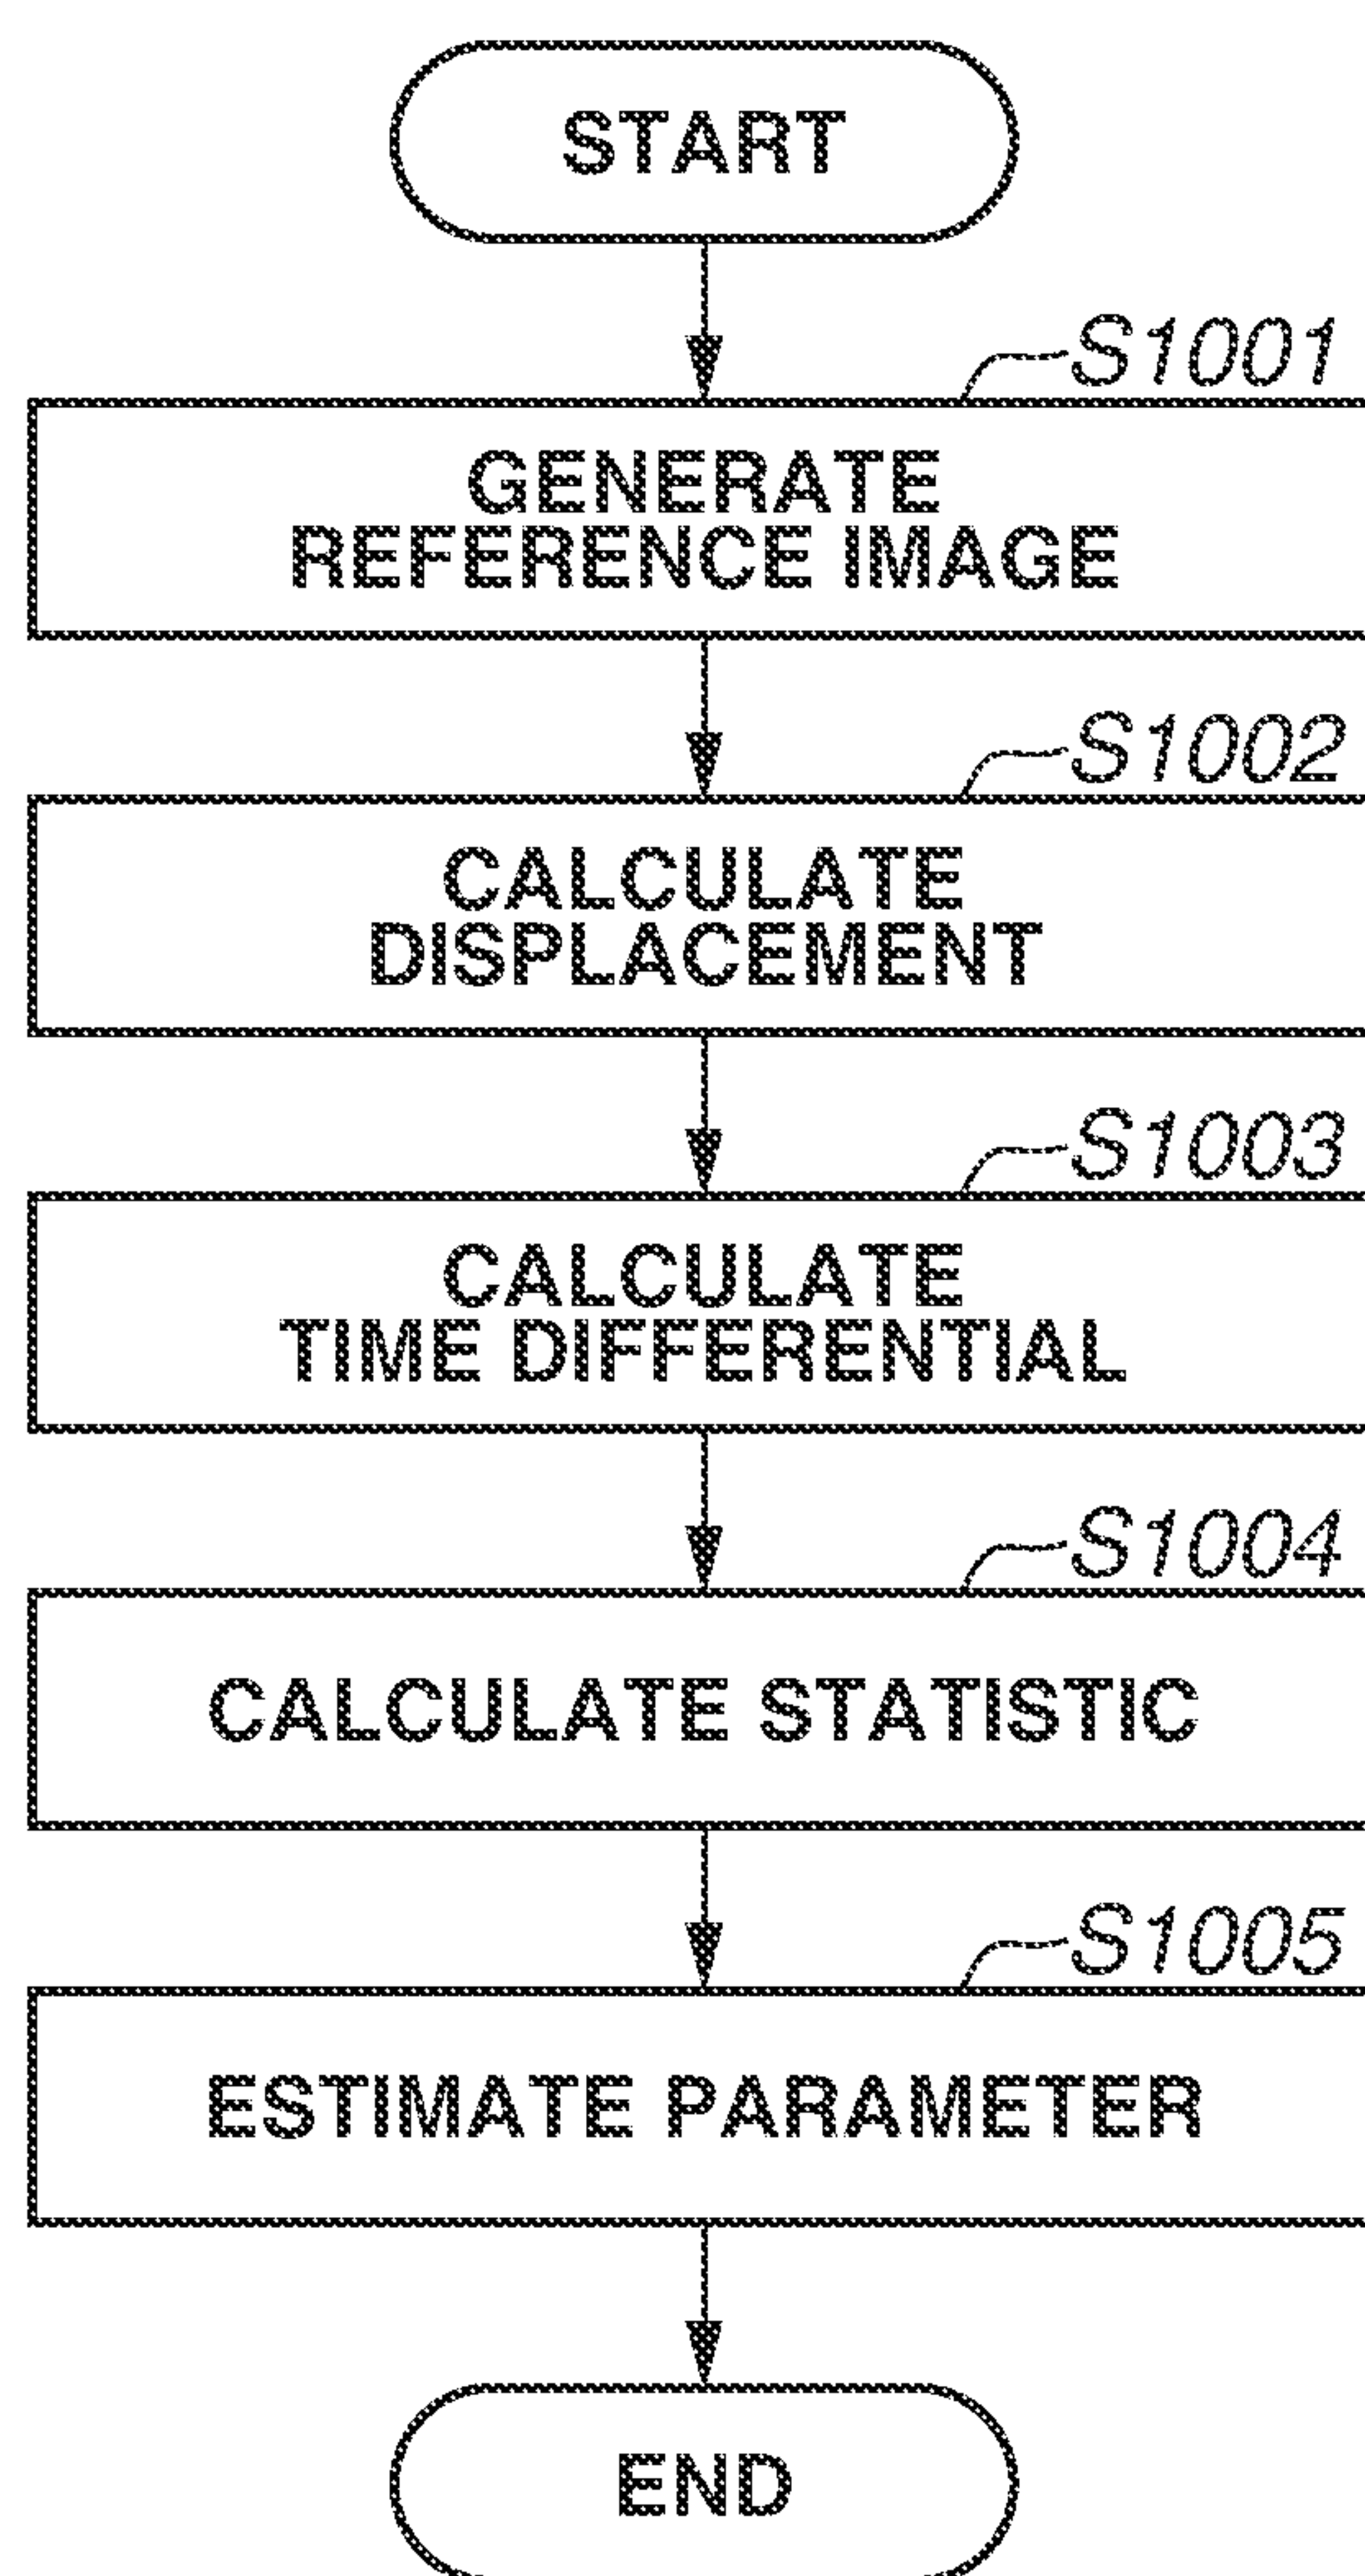 START
S1001
GENERATE
REFERENCE IMAGE
S1002
CALCULATE
DISPLACEMENT
S1003
CALCULATE
TIME DIFFERENTIAL
S1004
CALCULATE STATISTIC
S1005
ESTIMATE PARAMETER
END